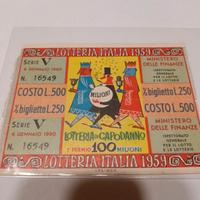 LOTTERIA ITALIA 1959
SERIE V
6 GENNAIO 1960
N. 16549
COSTO L.500
½ biglietto L.250
MILIONI
MINISTERO
DELLE FINANZE
ISPETTORATO
GENERALE
PER IL LOTTO
E LE LOTTERIE
COSTO L.500
½ biglietto L.250
SERIE V
6 GENNAIO 1960
N. 16549
LOTTERIA DI CAPODANNO
1° PREMIO 100 MILIONI
MINISTERO
DELLE FINANZE
ISPETTORATO
GENERALE
PER IL LOTTO
E LE LOTTERIE
LOTTERIA ITALIA 1959